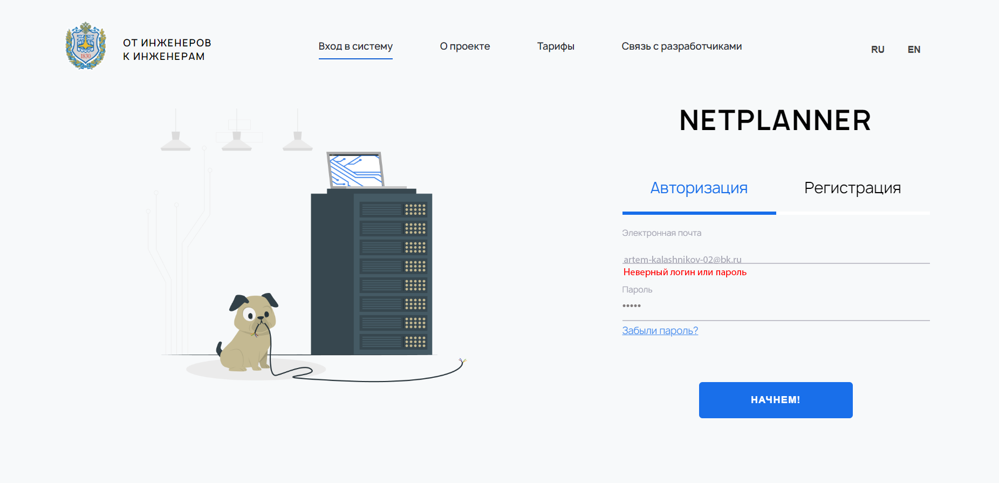 1830
ОТ ИНЖЕНЕРОВ
К ИНЖЕНЕРАМ
Вход в систему
О проекте
Тарифы
Связь с разработчиками
RU
EN
NETPLANNER
Авторизация
Регистрация
Электронная почта
artem-kalashnikov-02@bk.ru
Неверный логин или пароль
Пароль
•••••
Забыли пароль?
НАЧНЕМ!